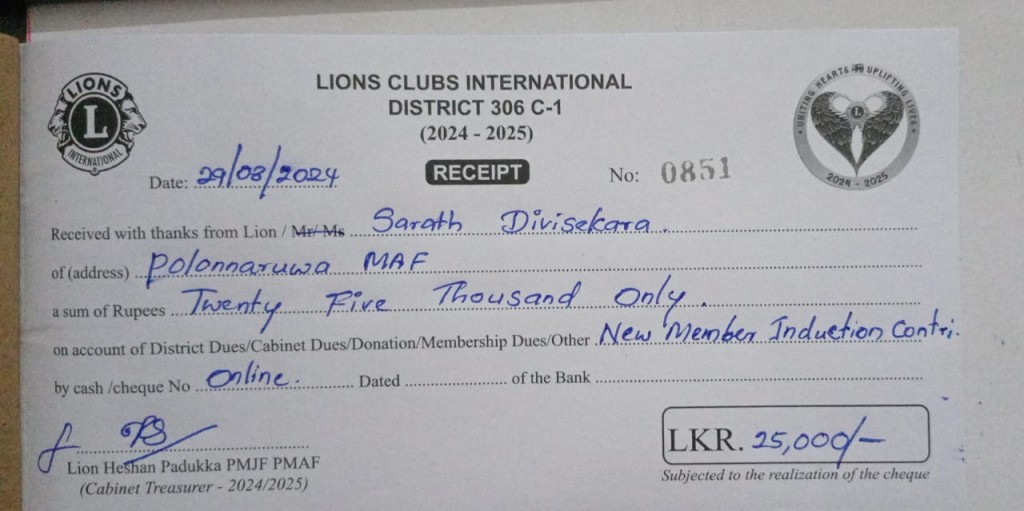 LIONS
L
INTERNATIONAL
LIONS CLUBS INTERNATIONAL
DISTRICT 306 C-1
(2024 - 2025)
UNITING HEARTS UPLIFTING LIVES
L
2024 - 2025
Date: 29/08/2024 RECEIPT No: 0851
Received with thanks from Lion / Mr/ Ms Sarath Divisekara.
of (address) Polonnaruwa MAF
a sum of Rupees Twenty Five Thousand Only.
on account of District Dues/Cabinet Dues/Donation/Membership Dues/Other New Member Induction Contri.
by cash /cheque No Online. Dated of the Bank
LKR. 25,000/-
Lion Heshan Padukka PMJF PMAF
Subjected to the realization of the cheque
(Cabinet Treasurer - 2024/2025)